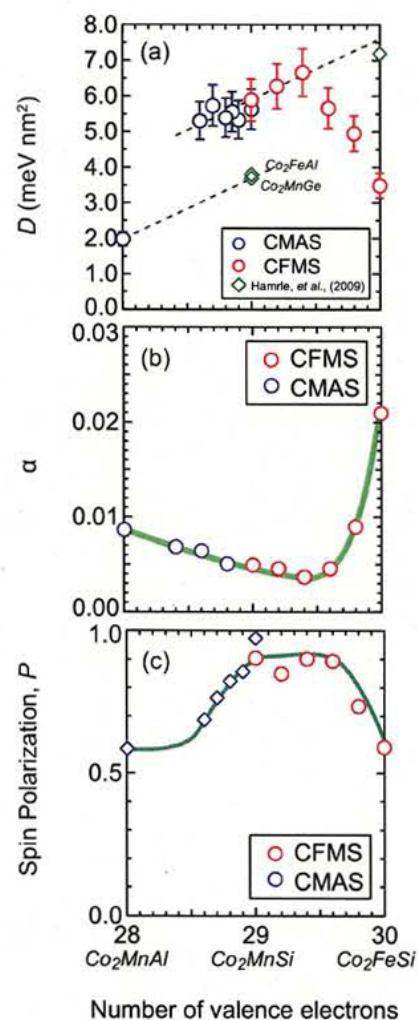 8.0
(a)
7.0
6.0
5.0
4.0
3.0
2.0
1.0
0.0
D (meV nm²)
Co₂FeAl
Co₂MnGe
CMAS
CFMS
Hamrle, et al., (2009)
0.03
(b)
CFMS
CMAS
0.02
0.01
0.00
α
1.0
(c)
0.5
0.0
Spin Polarization, P
CFMS
CMAS
28 29 30
Co₂MnAl Co₂MnSi Co₂FeSi
Number of valence electrons